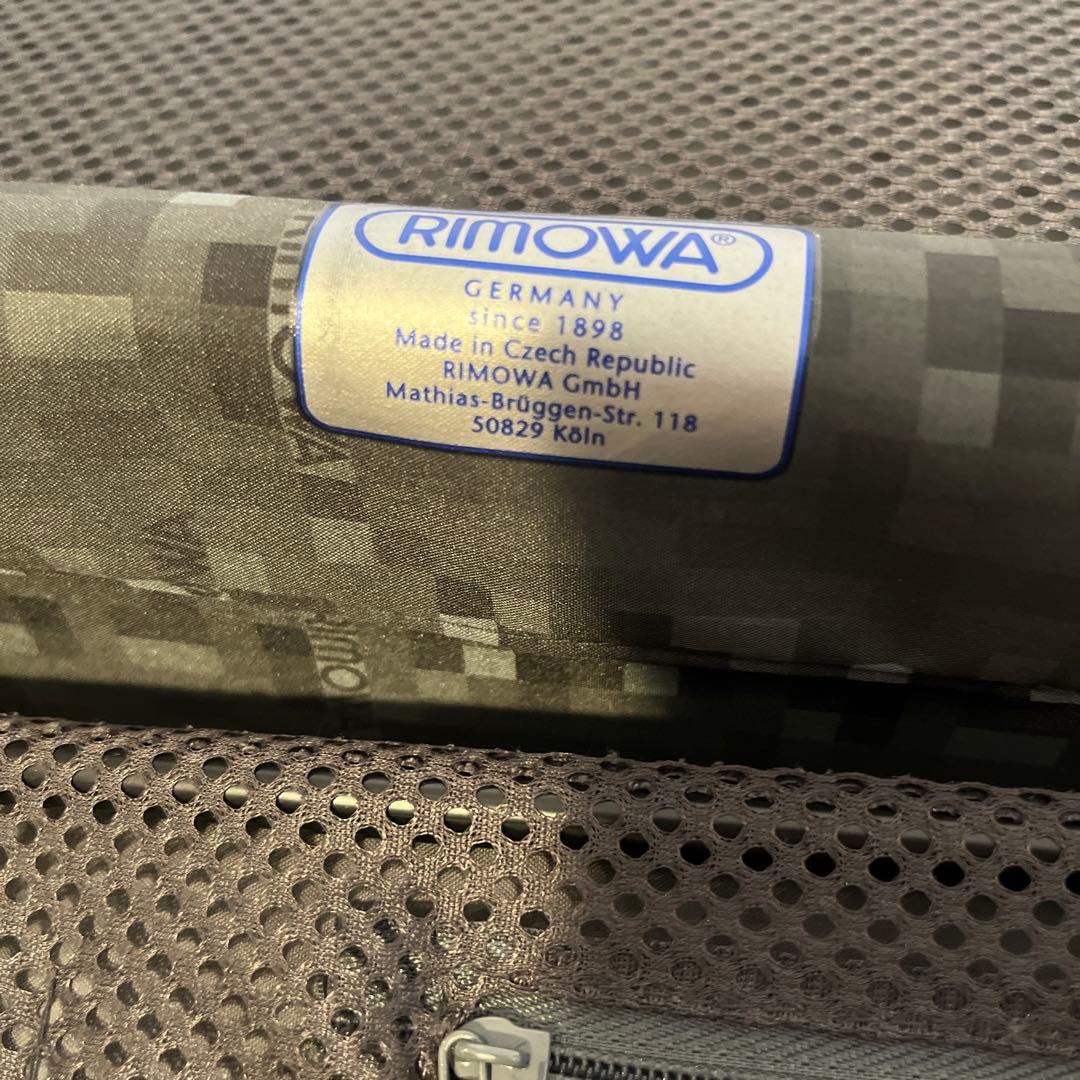 RIMOWA®
GERMANY
since 1898
Made in Czech Republic
RIMOWA GmbH
Mathias-Brüggen-Str. 118
50829 Köln